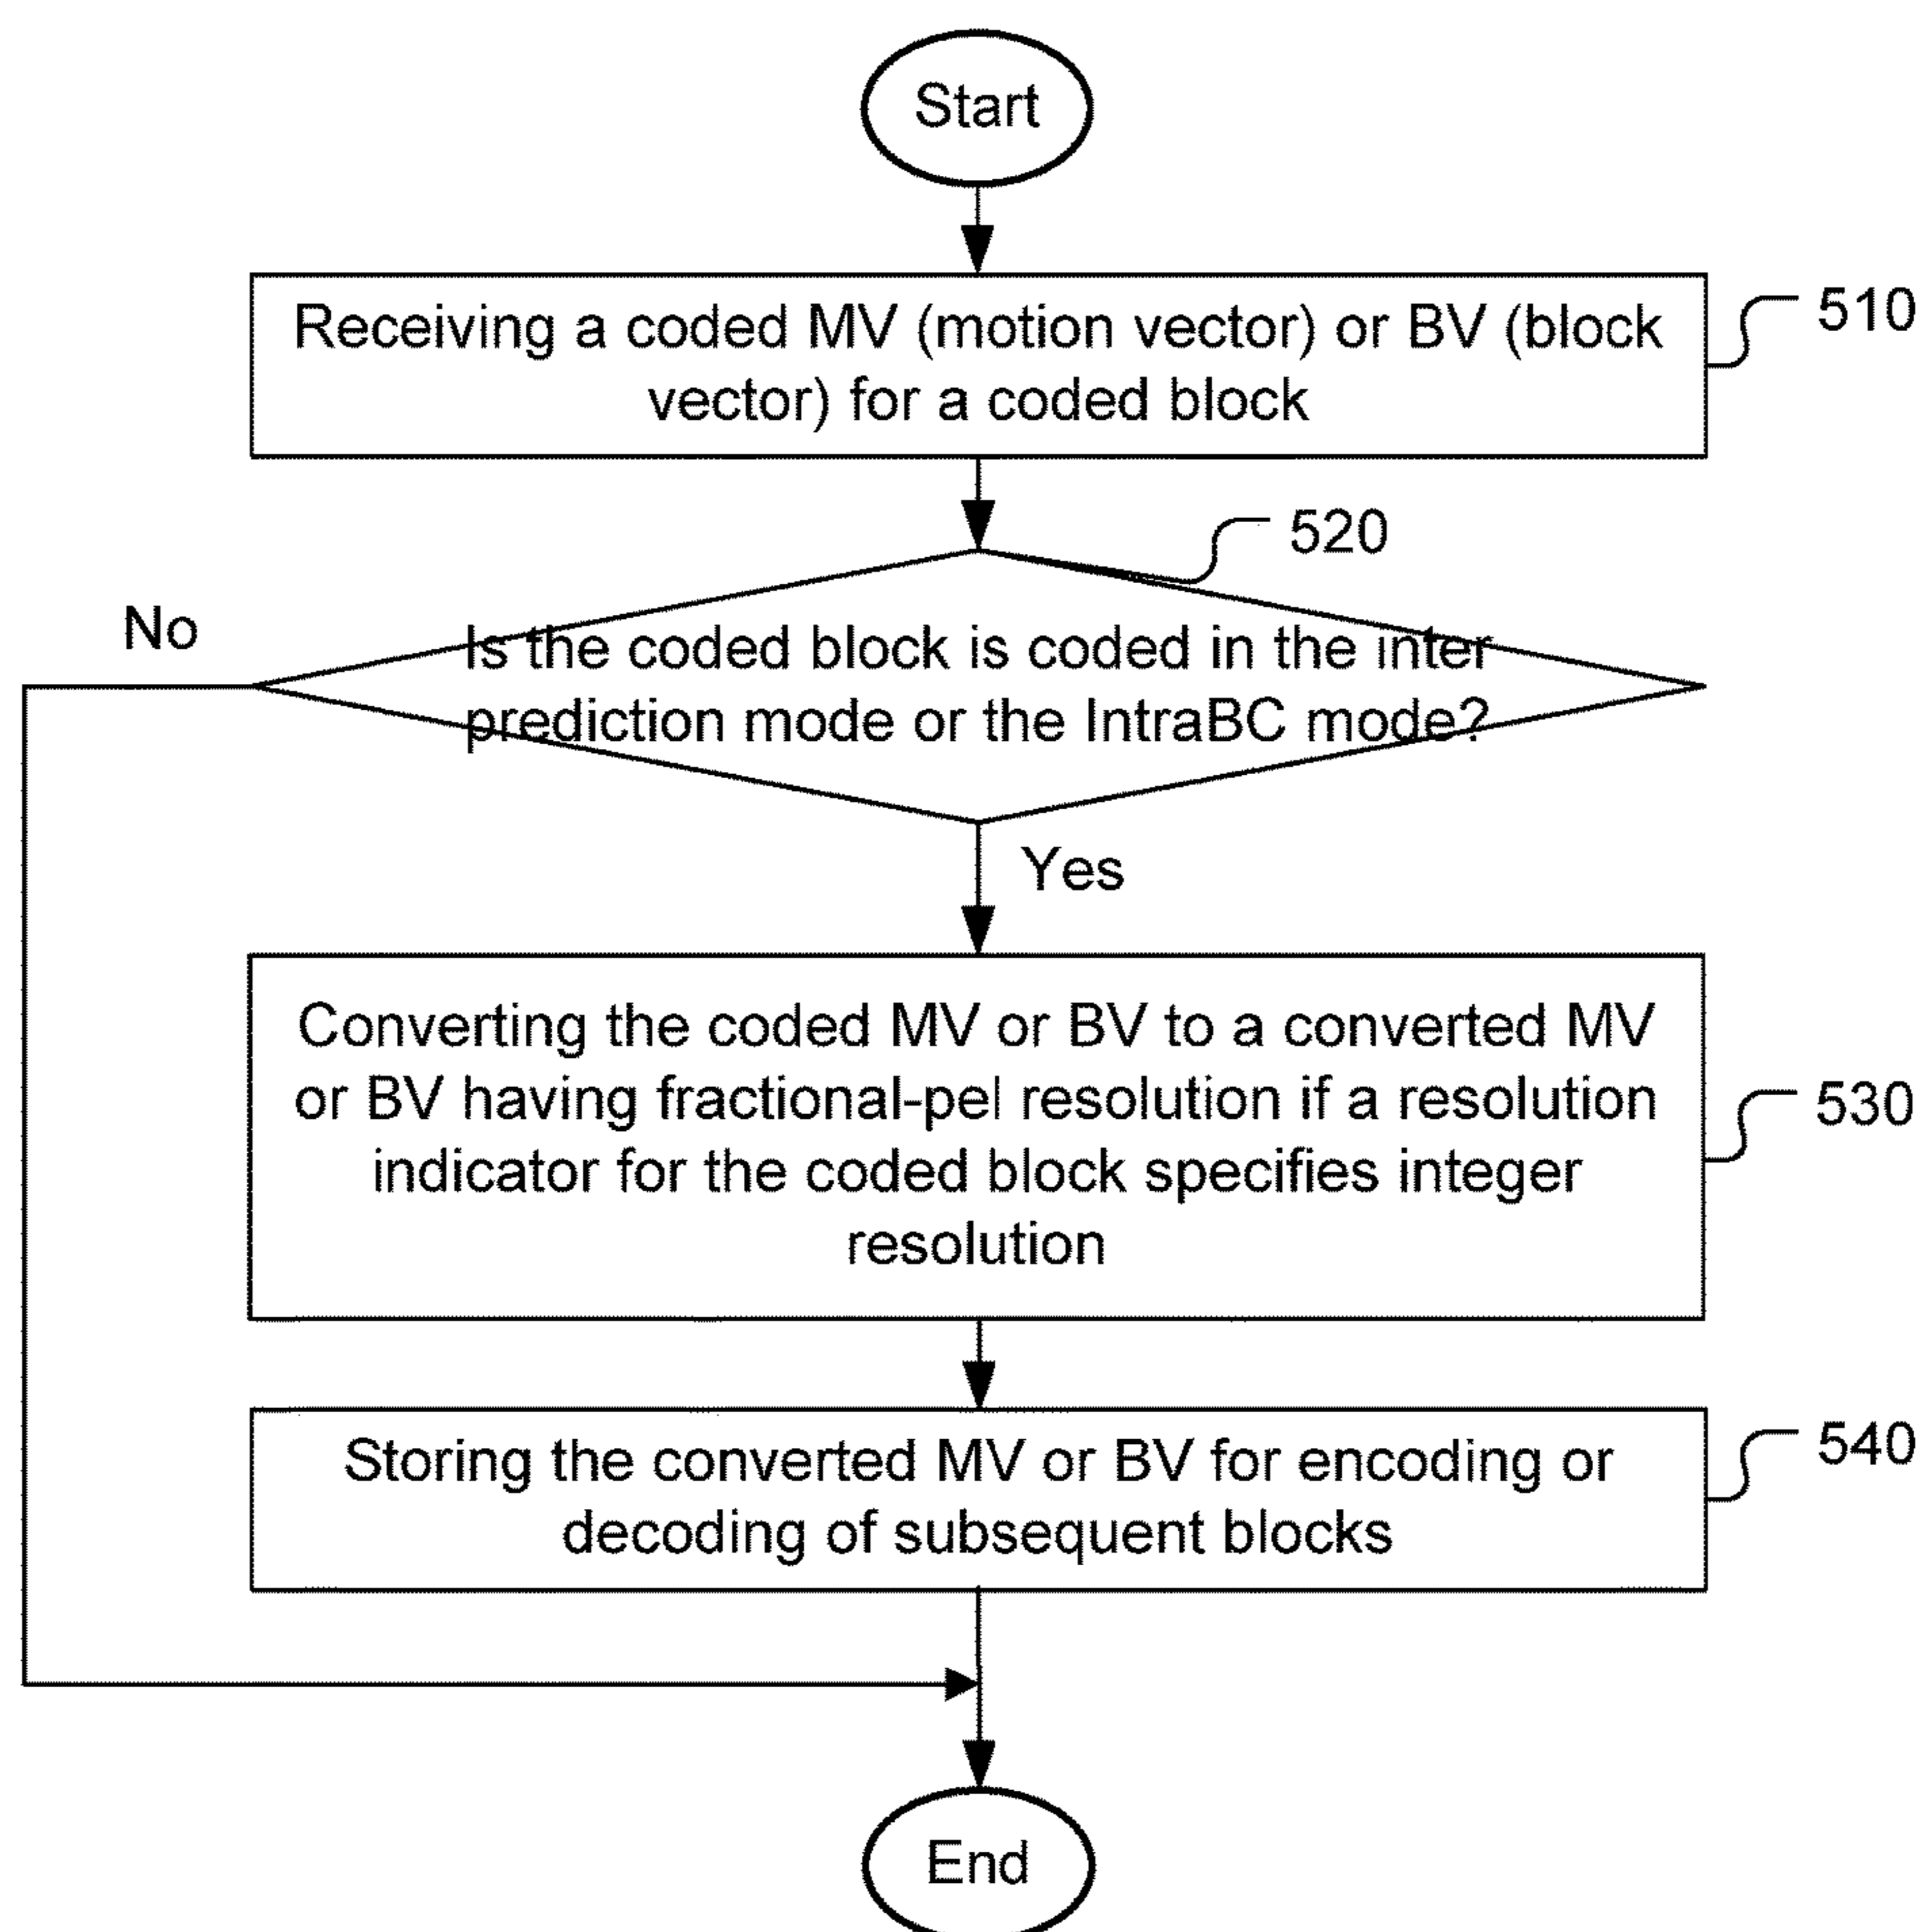 Start
Receiving a coded MV (motion vector) or BV (block
vector) for a coded block
510
520
No
Is the coded block is coded in the inter
prediction mode or the IntraBC mode?
Yes
Converting the coded MV or BV to a converted MV
or BV having fractional-pel resolution if a resolution
indicator for the coded block specifies integer
resolution
530
Storing the converted MV or BV for encoding or
decoding of subsequent blocks
540
End